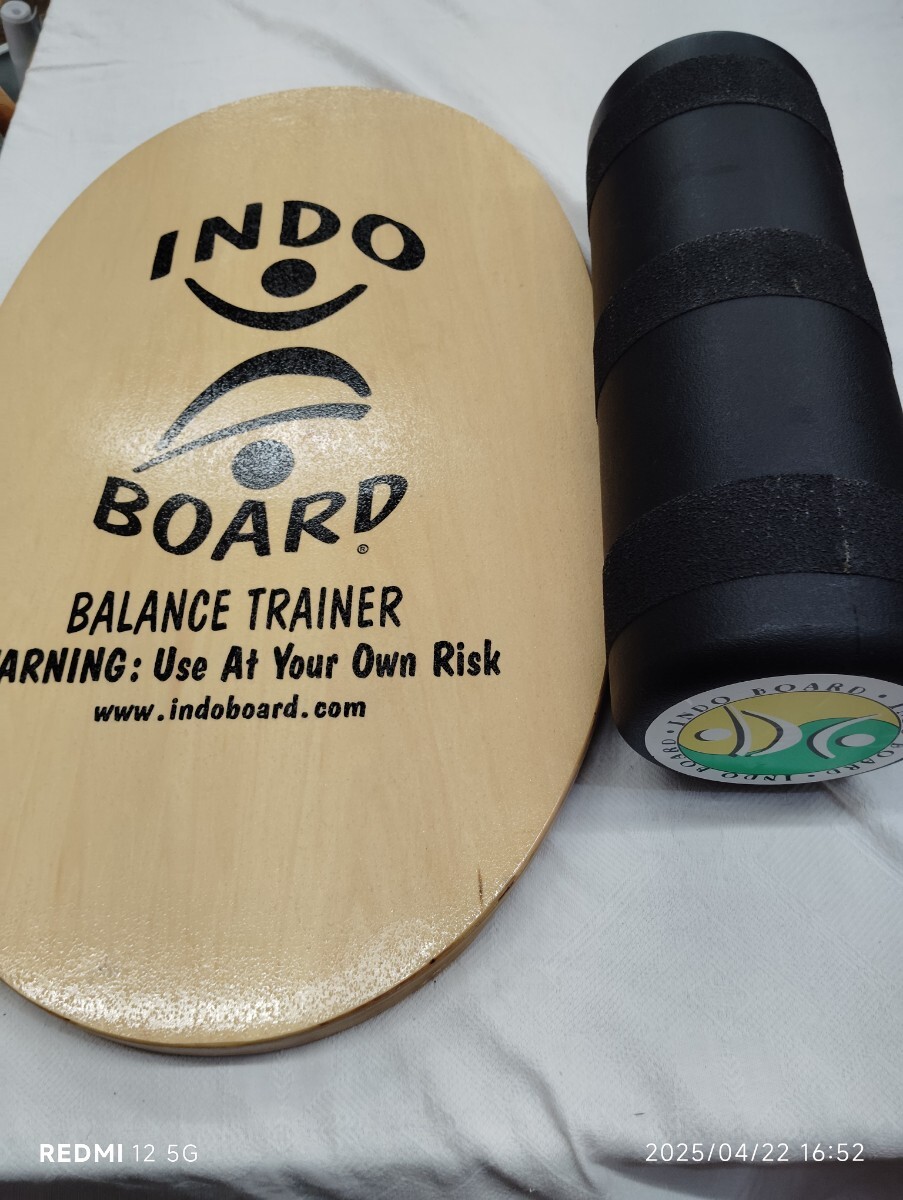 INDO
BOARD®
BALANCE TRAINER
ARNING: Use At Your Own Risk
www.indoboard.com
INDO BOARD • INDO BOARD •
REDMI 12 5G
2025/04/22 16:52